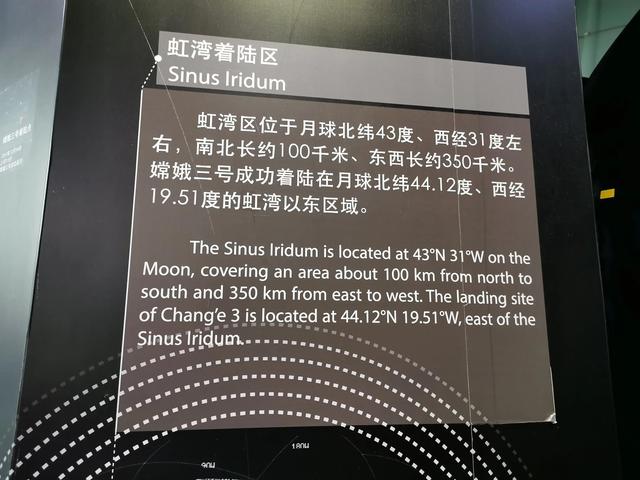 虹湾着陆区
Sinus Iridum
虹湾区位于月球北纬43度、西经31度左
右，南北长约100千米、东西长约350千米。
嫦娥三号成功着陆在月球北纬44.12度、西经
19.51度的虹湾以东区域。
The Sinus Iridum is located at 43°N 31°W on the
Moon, covering an area about 100 km from north to
south and 350 km from east to west. The landing site
of Chang'e 3 is located at 44.12°N 19.51°W, east of the
Sinus Iridum.
180W
90W